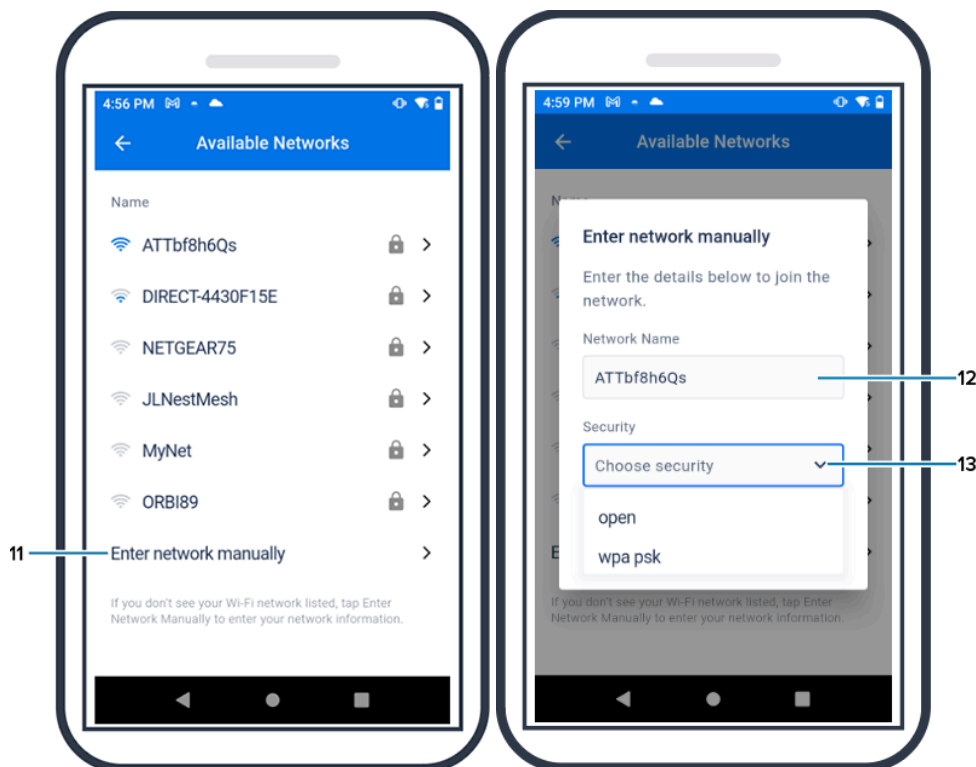 4:56 PM
Available Networks
Name
ATTbf8h6Qs
DIRECT-4430F15E
NETGEAR75
JLNestMesh
MyNet
ORBI89
11
Enter network manually
If you don't see your Wi-Fi network listed, tap Enter
Network Manually to enter your network information.
4:59 PM
Available Networks
Enter network manually
Enter the details below to join the
network.
Network Name
ATTbf8h6Qs
12
Security
Choose security
13
open
wpa psk
If you don't see your Wi-Fi network listed, tap Enter
Network Manually to enter your network information.